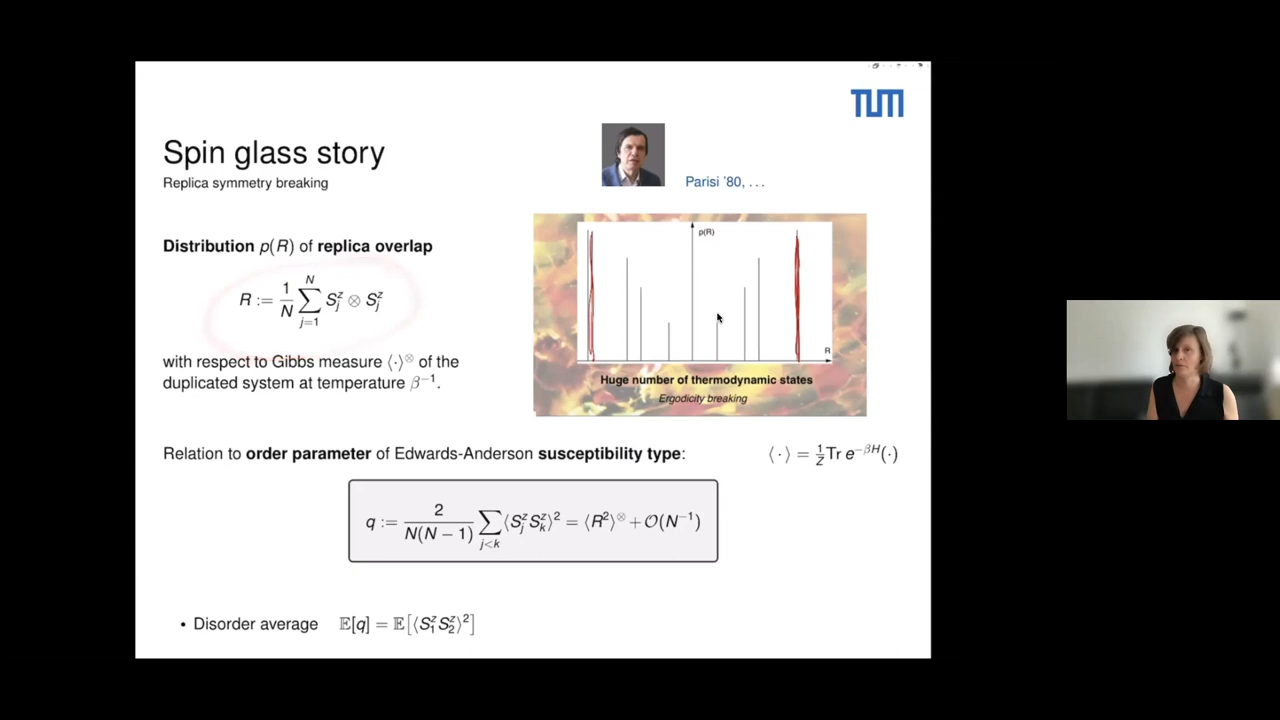 TUM
Spin glass story
Replica symmetry breaking
Parisi '80, ...
Distribution p(R) of replica overlap
R := 1/N ∑_{j=1}^{N} S_j^z ⊗ S_j^z
with respect to Gibbs measure ⟨·⟩^⊗ of the
duplicated system at temperature β^{-1}.
p(R)
R
Huge number of thermodynamic states
Ergodicity breaking
Relation to order parameter of Edwards-Anderson susceptibility type:
⟨·⟩ = 1/Z Tr e^{-βH}(·)
q := 2/(N(N − 1)) ∑_{j<k} ⟨S_j^z S_k^z⟩^2 = ⟨R^2⟩^⊗ + O(N^{-1})
• Disorder average 𝔼[q] = 𝔼[⟨S_1^z S_2^z⟩^2]